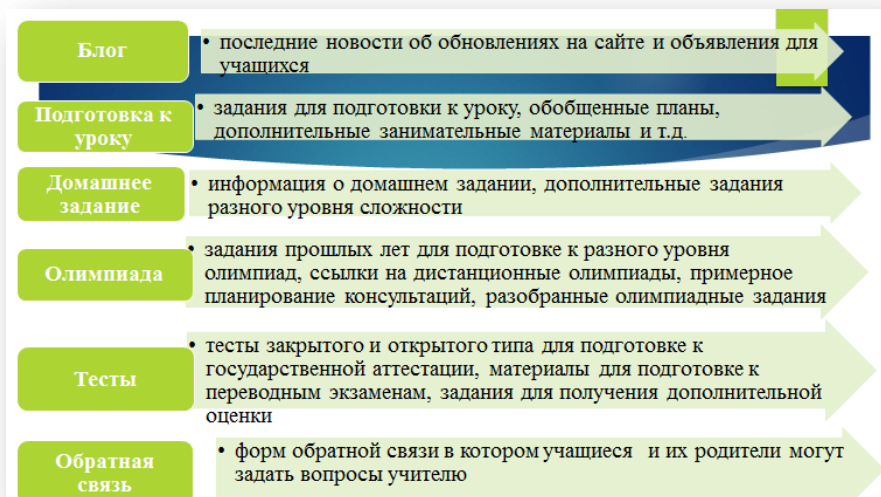 Блог
• последние новости об обновлениях на сайте и объявления для
учащихся
Подготовка к
уроку
• задания для подготовки к уроку, обобщенные планы,
дополнительные занимательные материалы и т.д.
Домашнее
задание
• информация о домашнем задании, дополнительные задания
разного уровня сложности
Олимпиада
• задания прошлых лет для подготовке к разного уровня
олимпиад, ссылки на дистанционные олимпиады, примерное
планирование консультаций, разобранные олимпиадные задания
Тесты
• тесты закрытого и открытого типа для подготовке к
государственной аттестации, материалы для подготовке к
переводным экзаменам, задания для получения дополнительной
оценки
Обратная
связь
• форм обратной связи в котором учащиеся и их родители могут
задать вопросы учителю